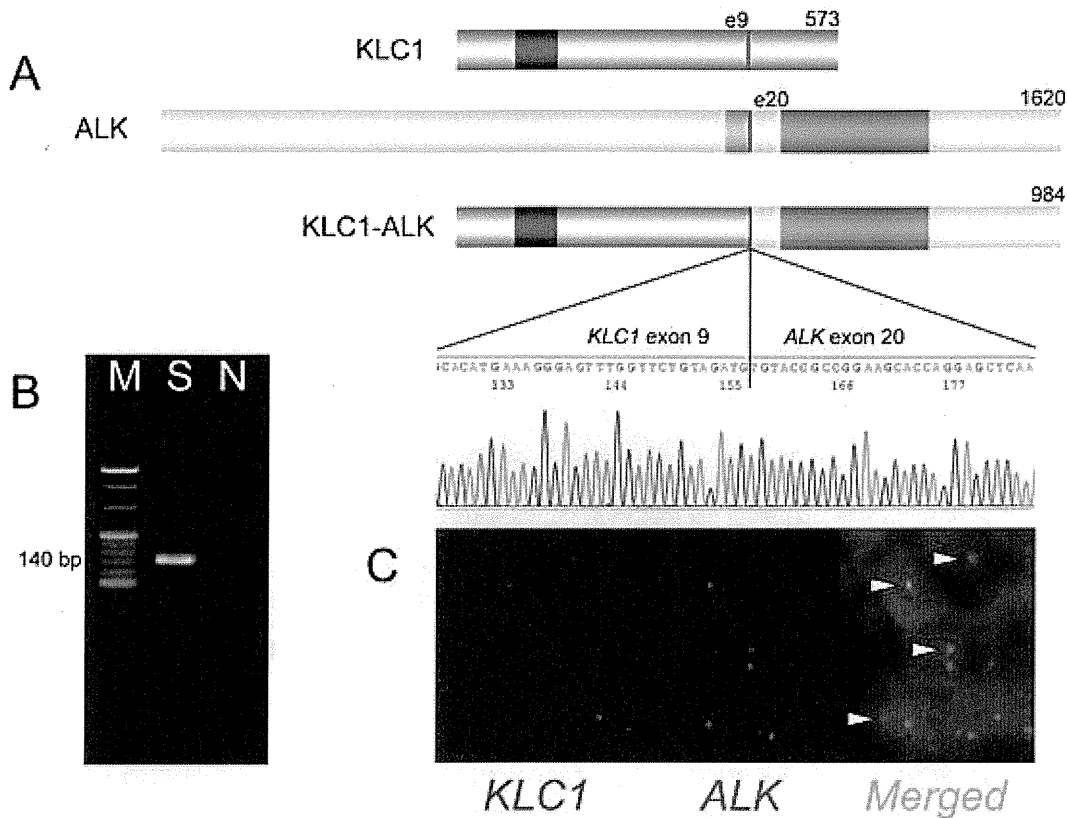 A
KLC1
e9
573
ALK
e20
1620
KLC1-ALK
984
KLC1 exon 9
ALK exon 20
GCACATGAAAGGGAGTTTGGTTCTGTAGATGTGTACCGCCGGAAGCACCAGGAGCTCAA
133 144 155 166 177
B
M S N
140 bp
C
KLC1 ALK Merged